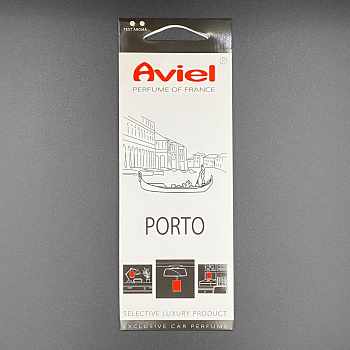 TEST AROMA
Aviel®
PERFUME OF FRANCE
PORTO
SELECTIVE LUXURY PRODUCT
EXCLUSIVE CAR PERFUME